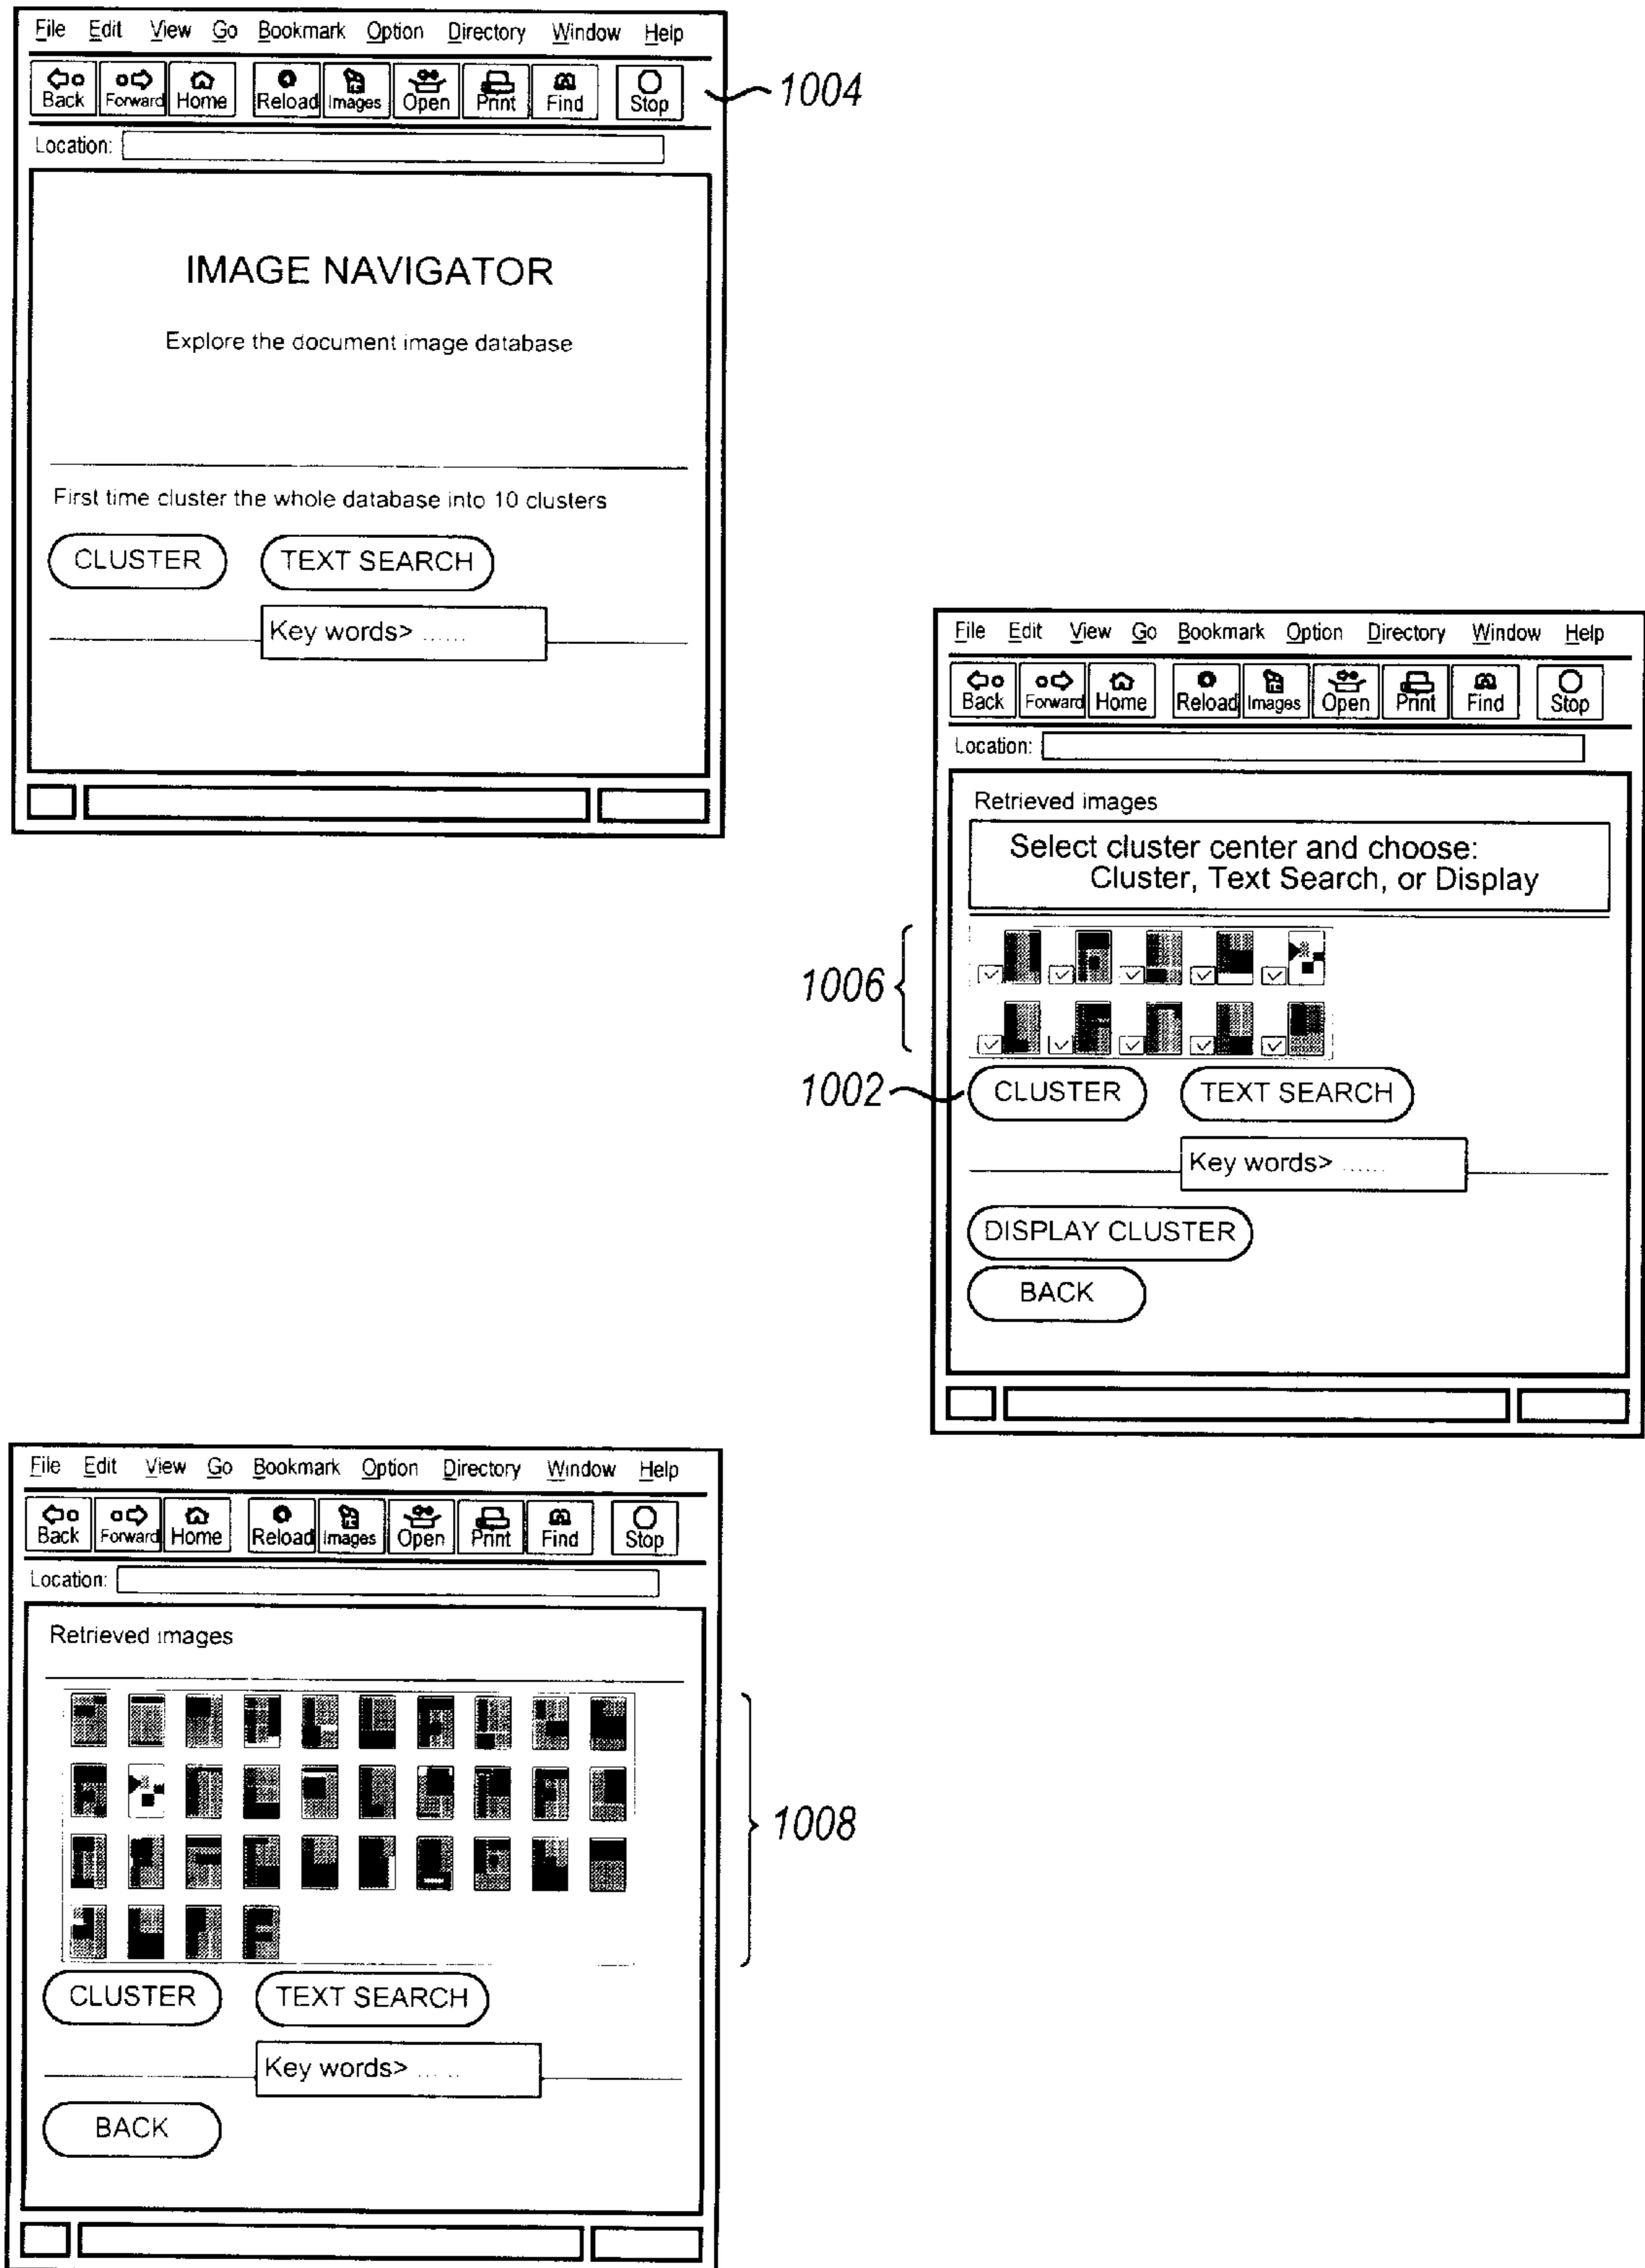 File Edit View Go Bookmark Option Directory Window Help
Back Forward Home Reload Images Open Print Find Stop
1004
Location:
IMAGE NAVIGATOR
Explore the document image database
First time cluster the whole database into 10 clusters
CLUSTER TEXT SEARCH
Key words> ......
File Edit View Go Bookmark Option Directory Window Help
Back Forward Home Reload Images Open Print Find Stop
Location:
Retrieved images
Select cluster center and choose:
Cluster, Text Search, or Display
1006
1002
CLUSTER TEXT SEARCH
Key words> ......
DISPLAY CLUSTER
BACK
File Edit View Go Bookmark Option Directory Window Help
Back Forward Home Reload Images Open Print Find Stop
Location:
Retrieved images
1008
CLUSTER TEXT SEARCH
Key words> ......
BACK